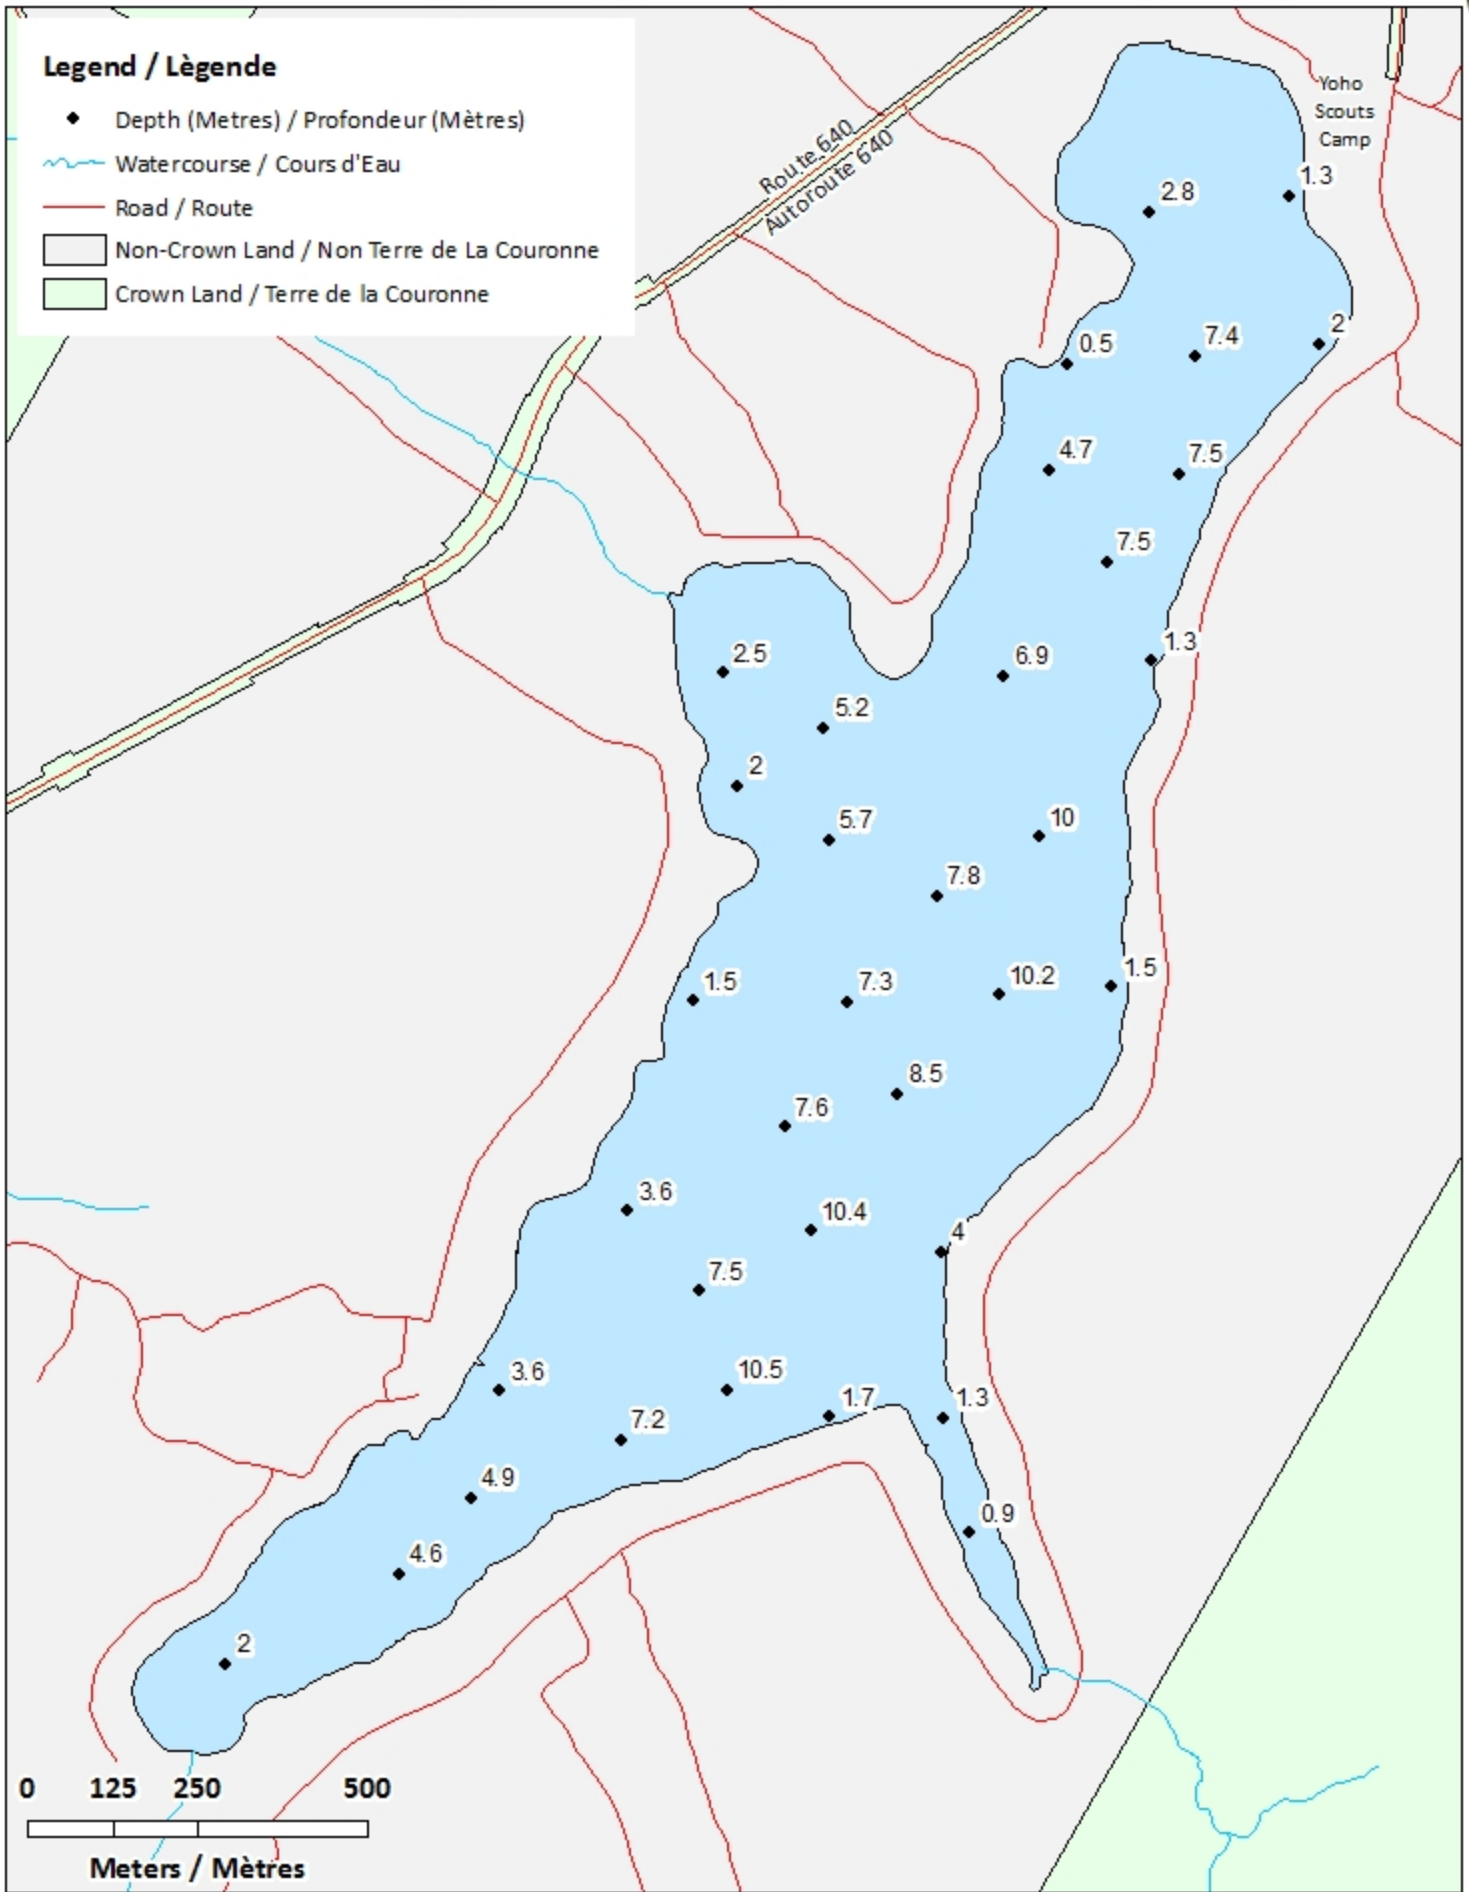 Legend / Lègende
Depth (Metres) / Profondeur (Mètres)
Watercourse / Cours d'Eau
Road / Route
Non-Crown Land / Non Terre de La Couronne
Crown Land / Terre de la Couronne
Route 640
Autoroute 640
Yoho
Scouts
Camp
1.3
2.8
2
7.4
0.5
4.7
7.5
7.5
1.3
2.5
6.9
5.2
2
5.7
10
7.8
1.5
7.3
10.2
1.5
8.5
7.6
3.6
10.4
4
7.5
3.6
10.5
1.7
1.3
7.2
4.9
0.9
4.6
2
0 125 250 500
Meters / Mètres